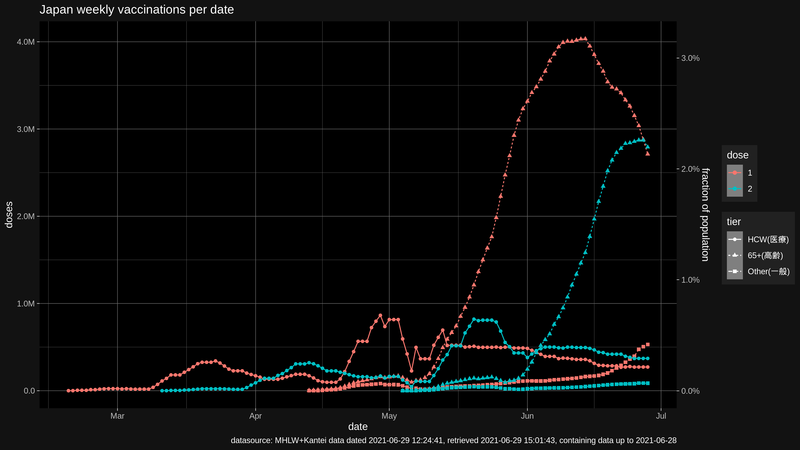 Japan weekly vaccinations per date
4.0M
3.0M
2.0M
1.0M
0.0
doses
3.0%
2.0%
1.0%
0.0%
fraction of population
Mar
Apr
May
Jun
Jul
date
dose
1
2
tier
HCW(医療)
65+(高齢)
Other(一般)
datasource: MHLW+Kantei data dated 2021-06-29 12:24:41, retrieved 2021-06-29 15:01:43, containing data up to 2021-06-28